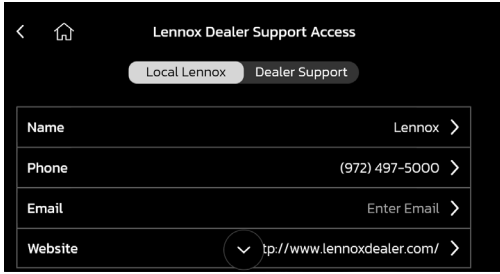 Lennox Dealer Support Access
Local Lennox Dealer Support
Name Lennox
Phone (972) 497-5000
Email Enter Email
Website tp://www.lennoxdealer.com/